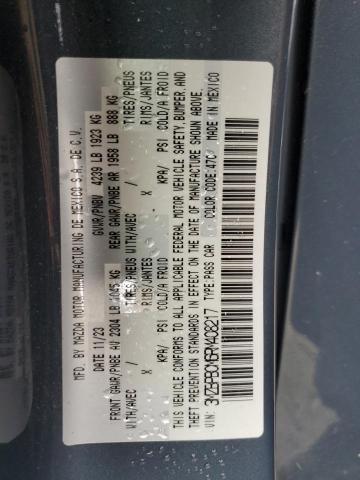 MFD. BY MAZDA MOTOR MANUFACTURING DE MEXICO S.A. DE C.V.
DATE 11/23 GVWR/PNBV 4239 LB 1923 KG
FRONT GAWR/PNBE AV 2304 LB 1045 KG REAR GAWR/PNBE AR 1958 LB 888 KG
WITH/AVEC / TIRES/PNEUS WITH/AVEC / TIRES/PNEUS
X RIMS/JANTES X RIMS/JANTES
KPA/ PSI COLD/A FROID KPA/ PSI COLD/A FROID
THIS VEHICLE CONFORMS TO ALL APPLICABLE FEDERAL MOTOR VEHICLE SAFETY, BUMPER, AND
THEFT PREVENTION STANDARDS IN EFFECT ON THE DATE OF MANUFACTURE SHOWN ABOVE.
VIN: TYPE: PASS CAR COLOR CODE: 47C MADE IN MEXICO